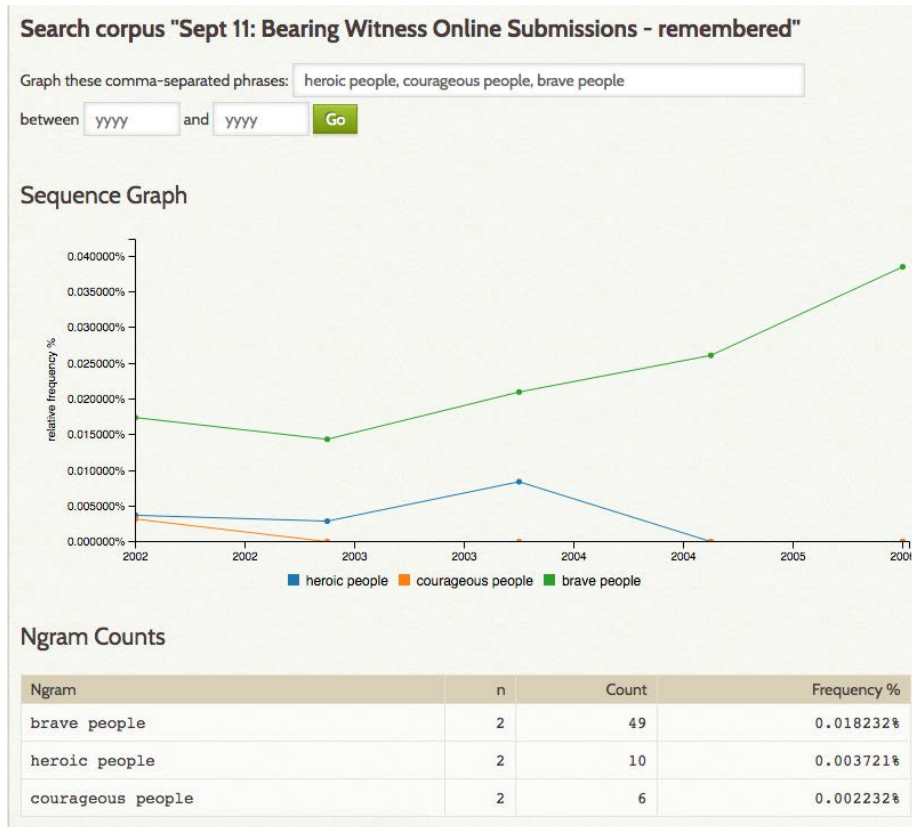 Search corpus "Sept 11: Bearing Witness Online Submissions - remembered"
Graph these comma-separated phrases: heroic people, courageous people, brave people
between yyyy and yyyy Go
Sequence Graph
0.040000%
0.035000%
0.030000%
0.025000%
0.020000%
0.015000%
0.010000%
0.005000%
0.000000%
relative frequency %
2002 2002 2003 2003 2004 2004 2005 200
heroic people courageous people brave people
Ngram Counts
Ngram n Count Frequency %
brave people 2 49 0.018232%
heroic people 2 10 0.003721%
courageous people 2 6 0.002232%